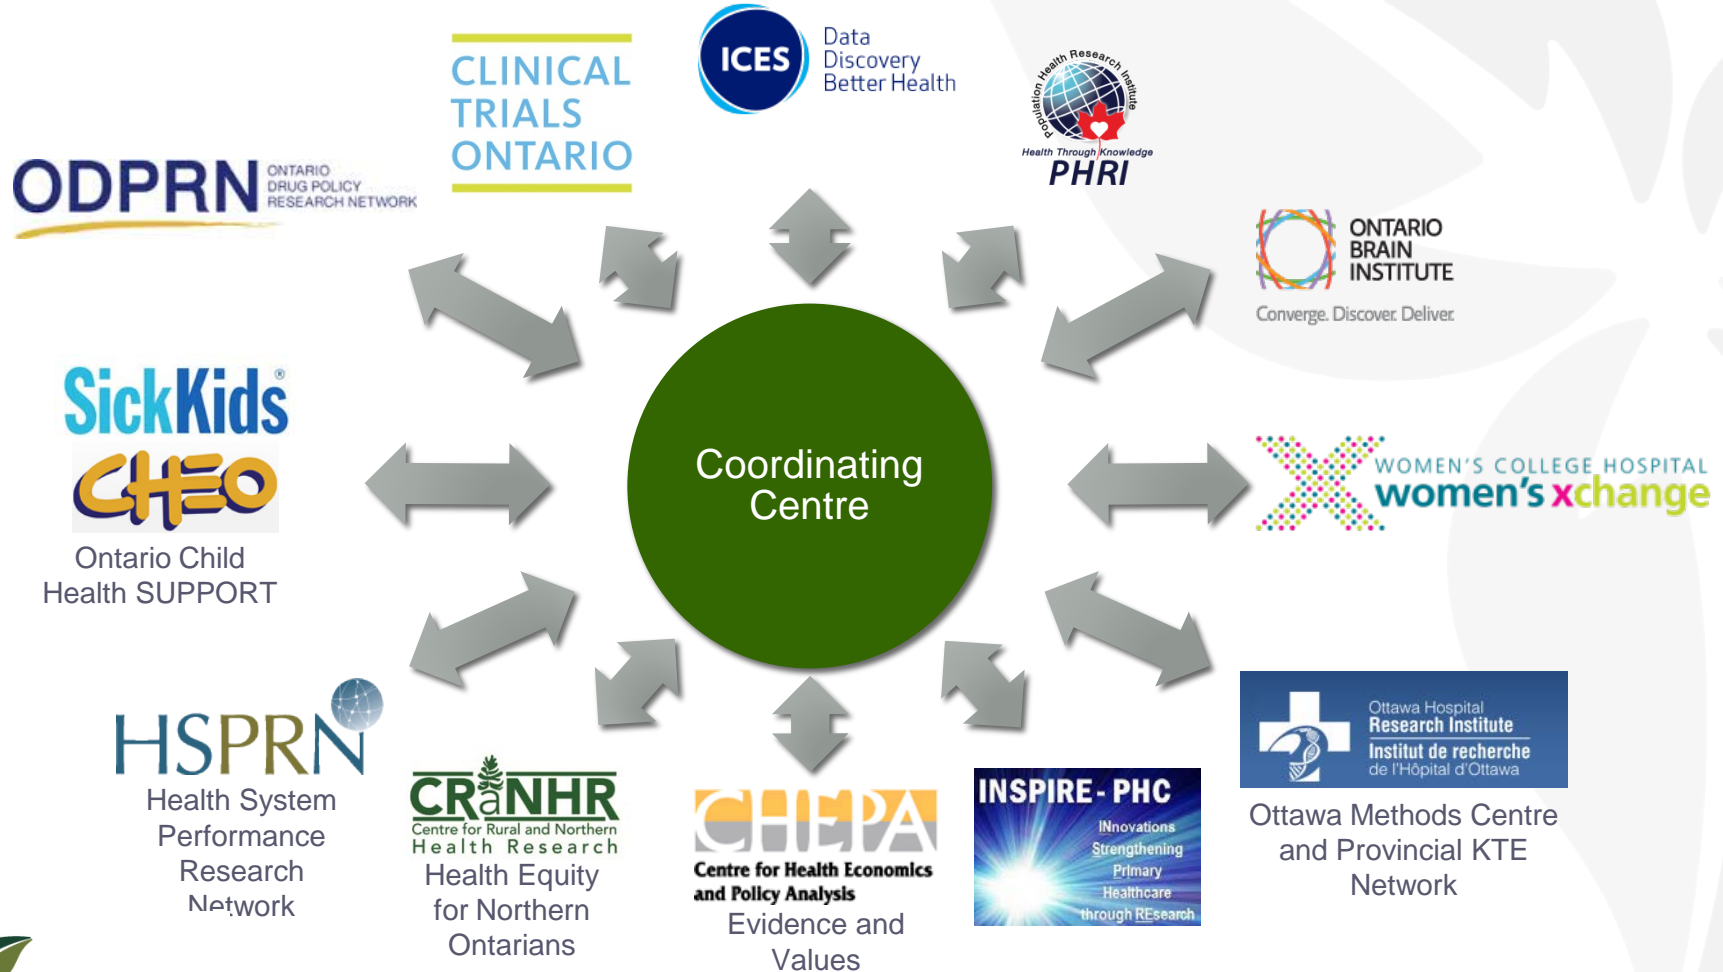 CLINICAL
TRIALS
ONTARIO
ICES
Data
Discovery
Better Health
Population Health Research Institute
Health Through Knowledge
PHRI
ODPRN
ONTARIO
DRUG POLICY
RESEARCH NETWORK
ONTARIO
BRAIN
INSTITUTE
Converge. Discover. Deliver.
SickKids®
CHEO
Ontario Child
Health SUPPORT
Coordinating
Centre
WOMEN'S COLLEGE HOSPITAL
women's xchange
HSPRN
Health System
Performance
Research
Network
CRaNHR
Centre for Rural and Northern
Health Research
Health Equity
for Northern
Ontarians
CHEPA
Centre for Health Economics
and Policy Analysis
Evidence and
Values
INSPIRE - PHC
INnovations
Strengthening
PrImary
Healthcare
through REsearch
Ottawa Hospital
Research Institute
Institut de recherche
de l'Hôpital d'Ottawa
Ottawa Methods Centre
and Provincial KTE
Network